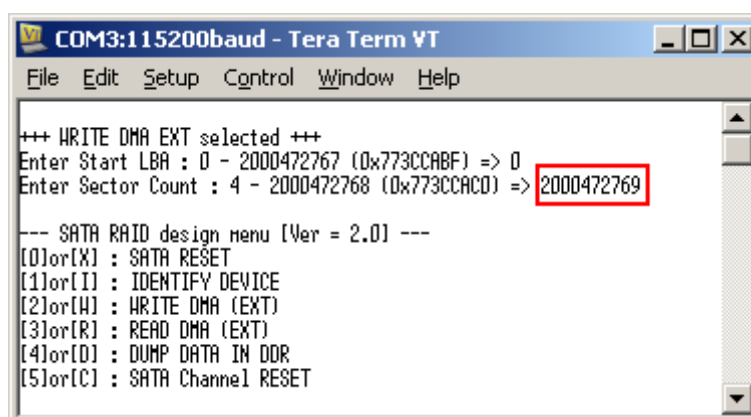 COM3:115200baud - Tera Term VT
File Edit Setup Control Window Help
+++ WRITE DMA EXT selected +++
Enter Start LBA : 0 - 2000472767 (0x773CCABF) => 0
Enter Sector Count : 4 - 2000472768 (0x773CCAC0) => 2000472769
--- SATA RAID design menu [Ver = 2.0] ---
[0]or[X] : SATA RESET
[1]or[I] : IDENTIFY DEVICE
[2]or[W] : WRITE DMA (EXT)
[3]or[R] : READ DMA (EXT)
[4]or[D] : DUMP DATA IN DDR
[5]or[C] : SATA Channel RESET